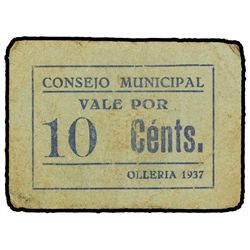 CONSEJO MUNICIPAL
VALE POR
10 Cénts.
OLLERIA 1937